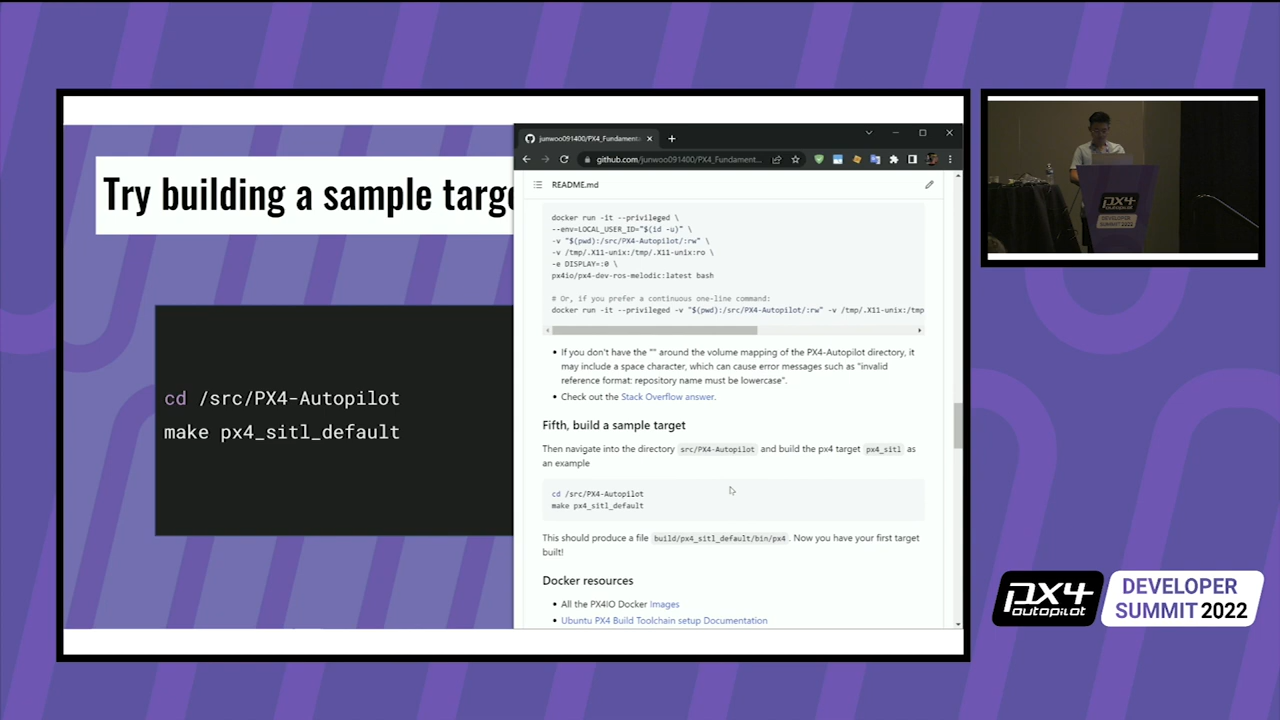 Try building a sample targe
cd /src/PX4-Autopilot
make px4_sitl_default
junwoo091400/PX4_Fundamenta
github.com/junwoo091400/PX4_Fundament...
README.md
docker run -it --privileged \
--env=LOCAL_USER_ID="$(id -u)" \
-v "$(pwd):/src/PX4-Autopilot/:rw" \
-v /tmp/.X11-unix:/tmp/.X11-unix:ro \
-e DISPLAY=:0 \
px4io/px4-dev-ros-melodic:latest bash
# Or, if you prefer a continuous one-line command:
docker run -it --privileged -v "$(pwd):/src/PX4-Autopilot/:rw" -v /tmp/.X11-unix:/tmp
If you don't have the "" around the volume mapping of the PX4-Autopilot directory, it
may include a space character, which can cause error messages such as "invalid
reference format: repository name must be lowercase".
Check out the Stack Overflow answer.
Fifth, build a sample target
Then navigate into the directory src/PX4-Autopilot and build the px4 target px4_sitl as
an example
cd /src/PX4-Autopilot
make px4_sitl_default
This should produce a file build/px4_sitl_default/bin/px4. Now you have your first target
built!
Docker resources
All the PX4IO Docker Images
Ubuntu PX4 Build Toolchain setup Documentation
PX4
autopilot
DEVELOPER
SUMMIT 2022
px4
autopilot
DEVELOPER
SUMMIT 2022